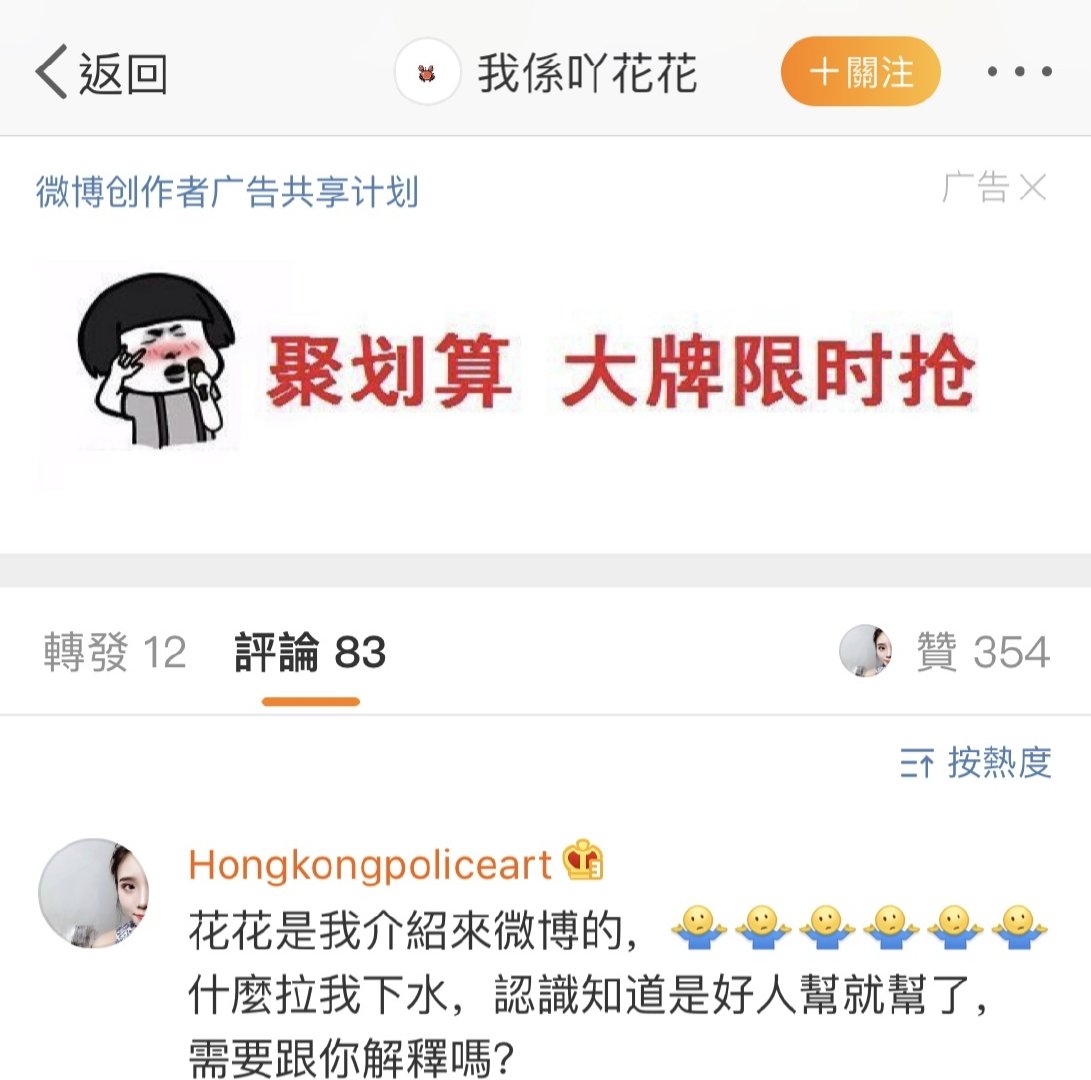 返回
我係吖花花
十關注
微博创作者广告共享计划
广告
聚划算 大牌限时抢
轉發 12
評論 83
贊 354
按熱度
Hongkongpoliceart
花花是我介紹來微博的，🤷‍♂️🤷‍♂️🤷‍♂️🤷‍♂️🤷‍♂️🤷‍♂️
什麼拉我下水，認識知道是好人幫就幫了，
需要跟你解釋嗎？